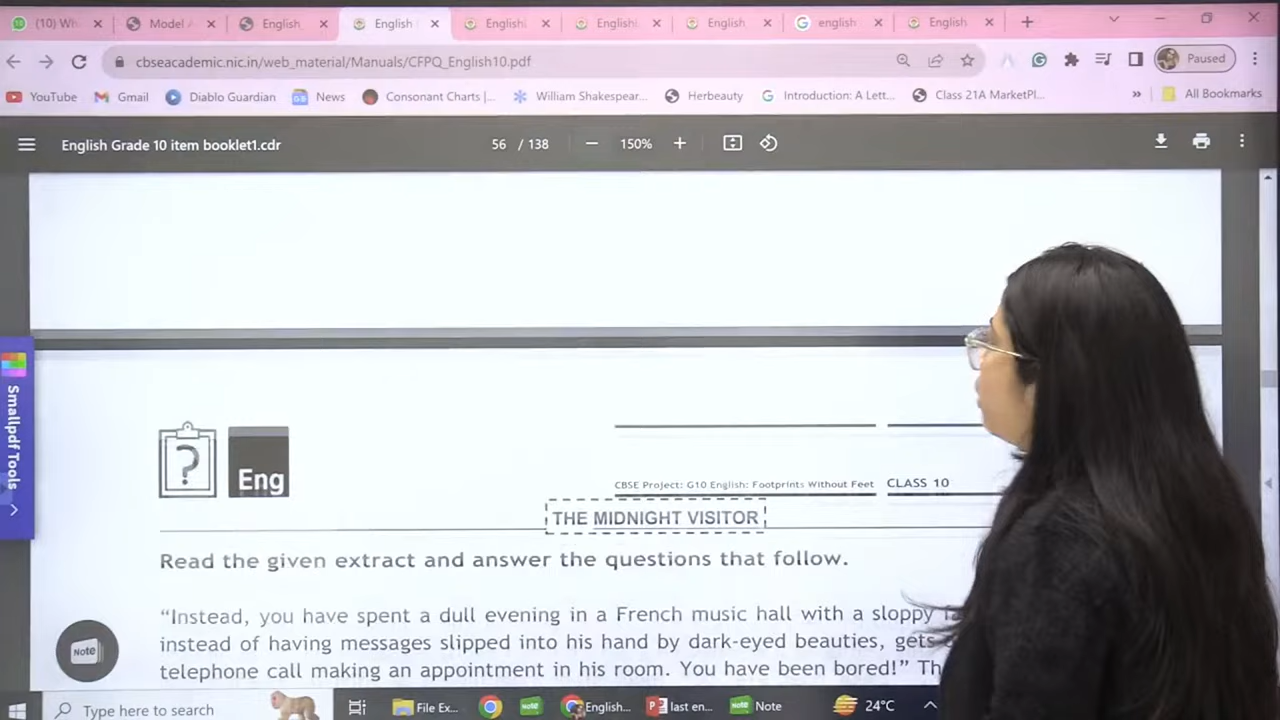 (10) Wh
Model A
English
English
English
English
English
english
English
cbseacademic.nic.in/web_material/Manuals/CFPQ_English10.pdf
Paused
YouTube
Gmail
Diablo Guardian
News
Consonant Charts |...
William Shakespear...
Herbeauty
Introduction: A Lett...
Class 21A MarketPl...
»
All Bookmarks
English Grade 10 item booklet1.cdr
56 / 138
150%
Smallpdf Tools
? Eng
CBSE Project: G10 English: Footprints Without Feet CLASS 10
THE MIDNIGHT VISITOR
Read the given extract and answer the questions that follow.
“Instead, you have spent a dull evening in a French music hall with a sloppy
instead of having messages slipped into his hand by dark-eyed beauties, gets
telephone call making an appointment in his room. You have been bored!” Th
Note
Type here to search
File Ex...
Note
English...
last en...
Note
24°C